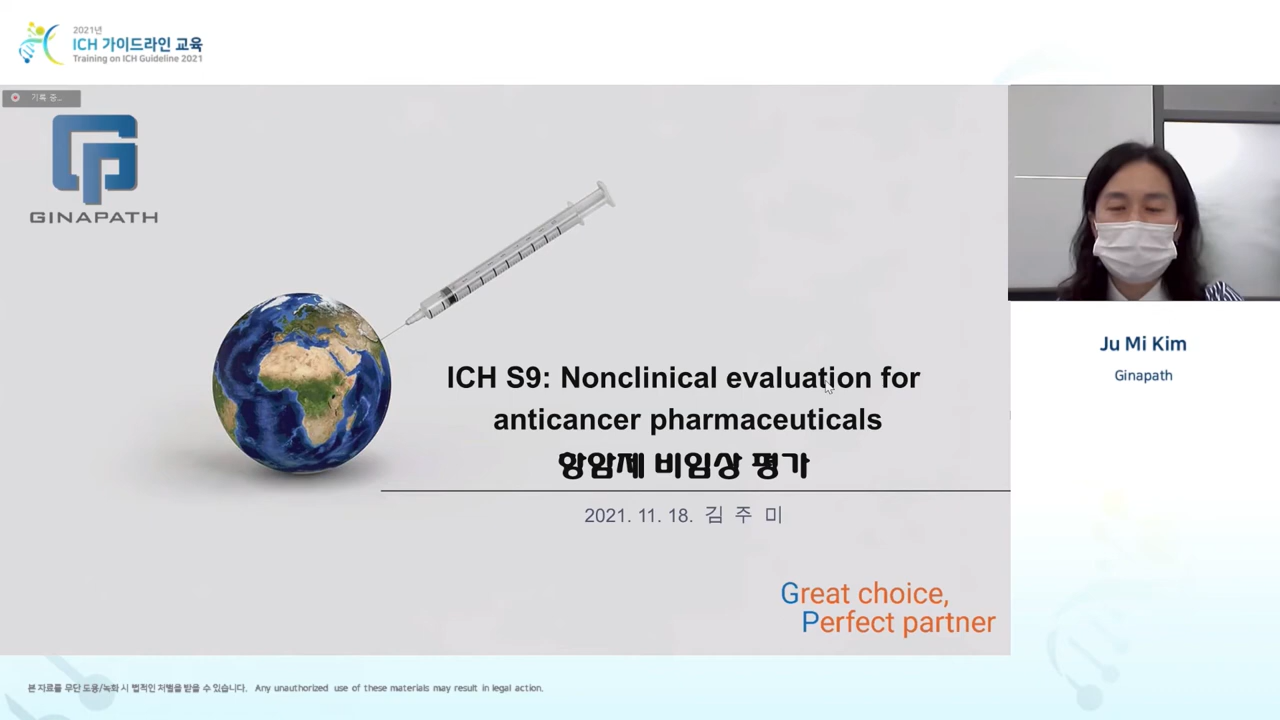 2021년
ICH 가이드라인 교육
Training on ICH Guideline 2021
기록 중...
GP
GINAPATH
ICH S9: Nonclinical evaluation for
anticancer pharmaceuticals
항암제 비임상 평가
2021. 11. 18. 김 주 미
Great choice,
Perfect partner
Ju Mi Kim
Ginapath
본 자료를 무단 도용/녹화 시 법적인 처벌을 받을 수 있습니다. Any unauthorized use of these materials may result in legal action.